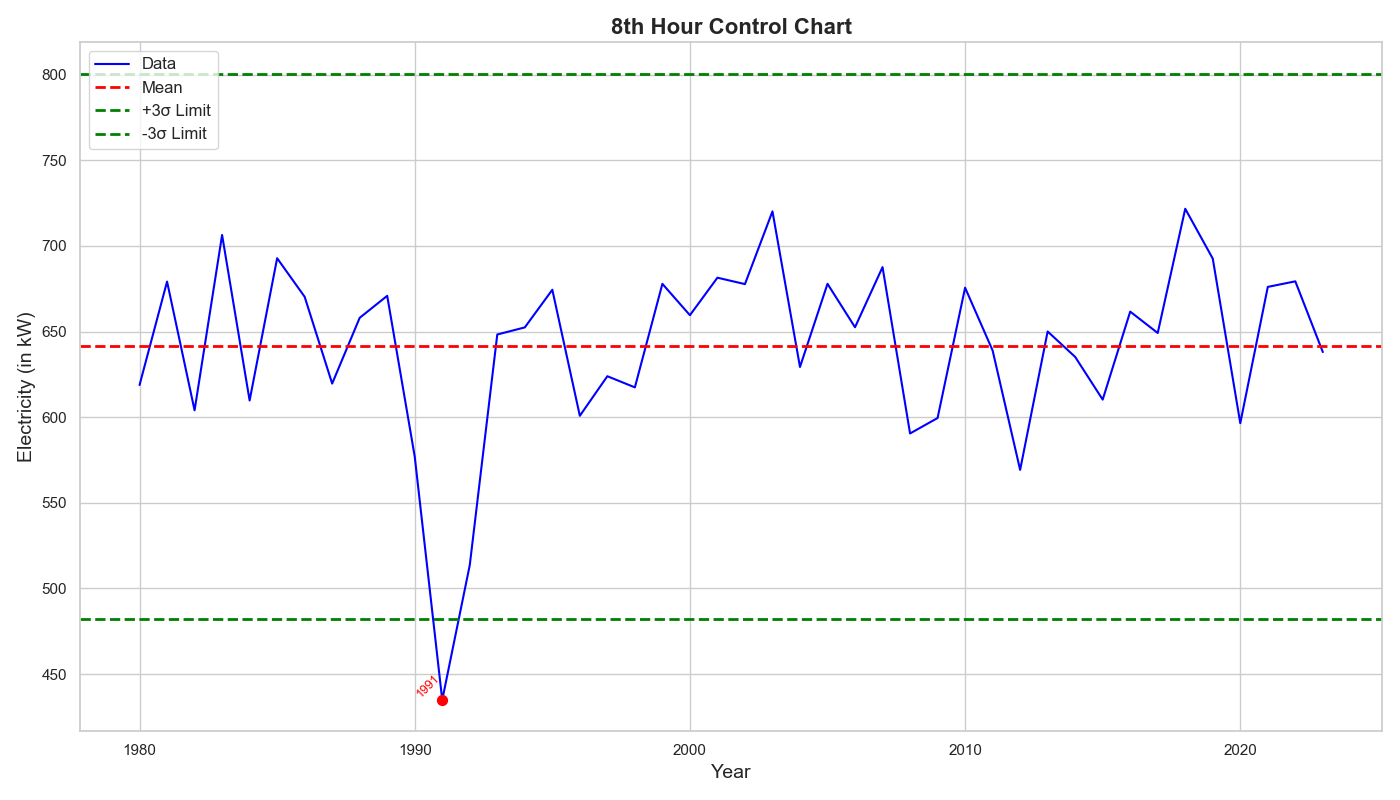 8th Hour Control Chart
Data
Mean
+3σ Limit
-3σ Limit
800
750
700
650
600
550
500
450
Electricity (in kW)
1991
1980
1990
2000
2010
2020
Year